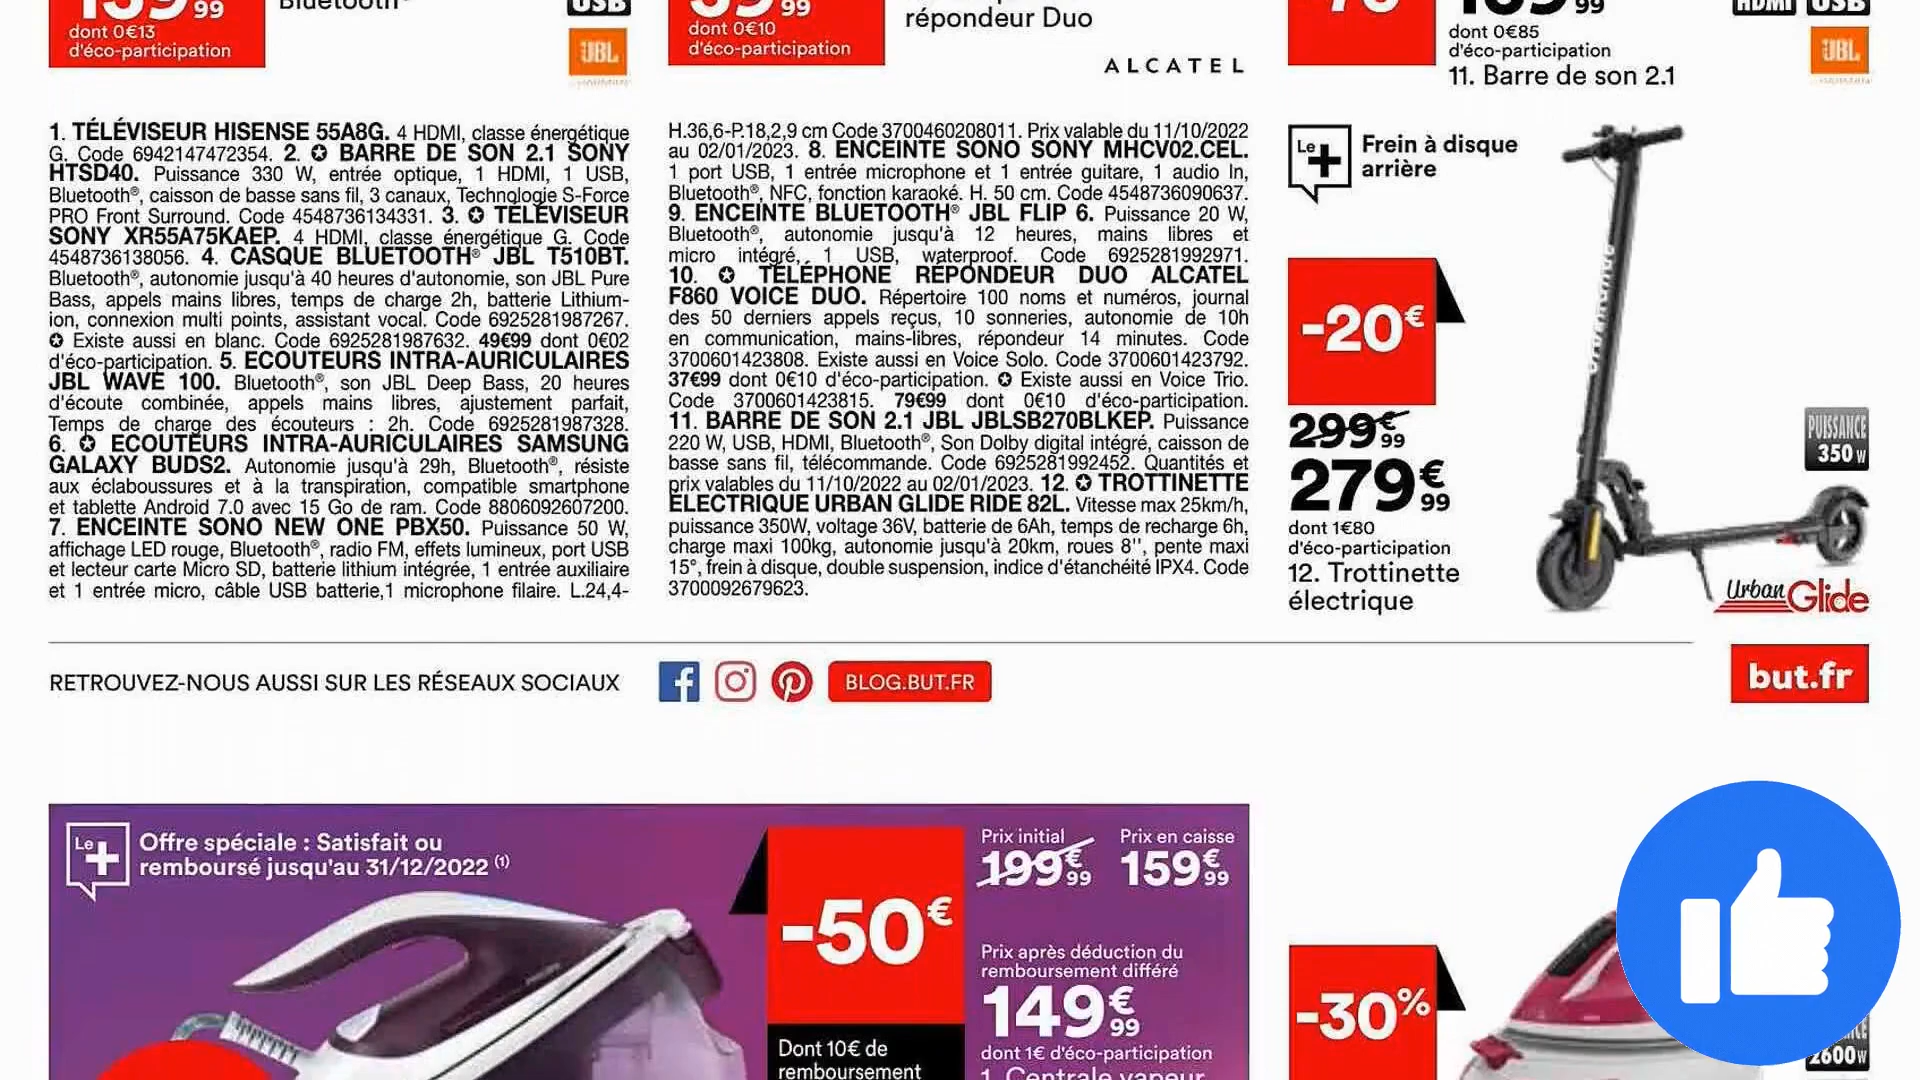 99
dont 0€13
d'éco-participation
Bluetooth®
USB
JBL
99
dont 0€10
d'éco-participation
répondeur Duo
ALCATEL
99
dont 0€85
d'éco-participation
11. Barre de son 2.1
HDMI USB
JBL
1. TÉLÉVISEUR HISENSE 55A8G. 4 HDMI, classe énergétique
G. Code 6942147472354. 2. ✪ BARRE DE SON 2.1 SONY
HTSD40. Puissance 330 W, entrée optique, 1 HDMI, 1 USB,
Bluetooth®, caisson de basse sans fil, 3 canaux, Technologie S-Force
PRO Front Surround. Code 4548736134331. 3. ✪ TÉLÉVISEUR
SONY XR55A75KAEP. 4 HDMI, classe énergétique G. Code
4548736138056. 4. CASQUE BLUETOOTH® JBL T510BT.
Bluetooth®, autonomie jusqu'à 40 heures d'autonomie, son JBL Pure
Bass, appels mains libres, temps de charge 2h, batterie Lithium-
ion, connexion multi points, assistant vocal. Code 6925281987267.
✪ Existe aussi en blanc. Code 6925281987632. 49€99 dont 0€02
d'éco-participation. 5. ECOUTEURS INTRA-AURICULAIRES
JBL WAVE 100. Bluetooth®, son JBL Deep Bass, 20 heures
d'écoute combinée, appels mains libres, ajustement parfait,
Temps de charge des écouteurs : 2h. Code 6925281987328.
6. ✪ ECOUTEURS INTRA-AURICULAIRES SAMSUNG
GALAXY BUDS2. Autonomie jusqu'à 29h, Bluetooth®, résiste
aux éclaboussures et à la transpiration, compatible smartphone
et tablette Android 7.0 avec 15 Go de ram. Code 8806092607200.
7. ENCEINTE SONO NEW ONE PBX50. Puissance 50 W,
affichage LED rouge, Bluetooth®, radio FM, effets lumineux, port USB
et lecteur carte Micro SD, batterie lithium intégrée, 1 entrée auxiliaire
et 1 entrée micro, câble USB batterie,1 microphone filaire. L.24,4-
H.36,6-P.18,2,9 cm Code 3700460208011. Prix valable du 11/10/2022
au 02/01/2023. 8. ENCEINTE SONO SONY MHCV02.CEL.
1 port USB, 1 entrée microphone et 1 entrée guitare, 1 audio In,
Bluetooth®, NFC, fonction karaoké. H. 50 cm. Code 4548736090637.
9. ENCEINTE BLUETOOTH® JBL FLIP 6. Puissance 20 W,
Bluetooth®, autonomie jusqu'à 12 heures, mains libres et
micro intégré, 1 USB, waterproof. Code 6925281992971.
10. ✪ TÉLÉPHONE RÉPONDEUR DUO ALCATEL
F860 VOICE DUO. Répertoire 100 noms et numéros, journal
des 50 derniers appels reçus, 10 sonneries, autonomie de 10h
en communication, mains-libres, répondeur 14 minutes. Code
3700601423808. Existe aussi en Voice Solo. Code 3700601423792.
37€99 dont 0€10 d'éco-participation. ✪ Existe aussi en Voice Trio.
Code 3700601423815. 79€99 dont 0€10 d'éco-participation.
11. BARRE DE SON 2.1 JBL JBLSB270BLKEP. Puissance
220 W, USB, HDMI, Bluetooth®, Son Dolby digital intégré, caisson de
basse sans fil, télécommande. Code 6925281992452. Quantités et
prix valables du 11/10/2022 au 02/01/2023. 12. ✪ TROTTINETTE
ÉLECTRIQUE URBAN GLIDE RIDE 82L. Vitesse max 25km/h,
puissance 350W, voltage 36V, batterie de 6Ah, temps de recharge 6h,
charge maxi 100kg, autonomie jusqu'à 20km, roues 8'', pente maxi
15°, frein à disque, double suspension, indice d'étanchéité IPX4. Code
3700092679623.
Le + Frein à disque
arrière
-20€
299€99
279€99
dont 1€80
d'éco-participation
12. Trottinette
électrique
PUISSANCE
350 W
Urban Glide
RETROUVEZ-NOUS AUSSI SUR LES RÉSEAUX SOCIAUX
BLOG.BUT.FR
but.fr
Le + Offre spéciale : Satisfait ou
remboursé jusqu'au 31/12/2022 (1)
-50€
Dont 10€ de
remboursement
Prix initial
199€99
Prix en caisse
159€99
Prix après déduction du
remboursement différé
149€99
dont 1€ d'éco-participation
1. Centrale vapeur
-30%
2600 W